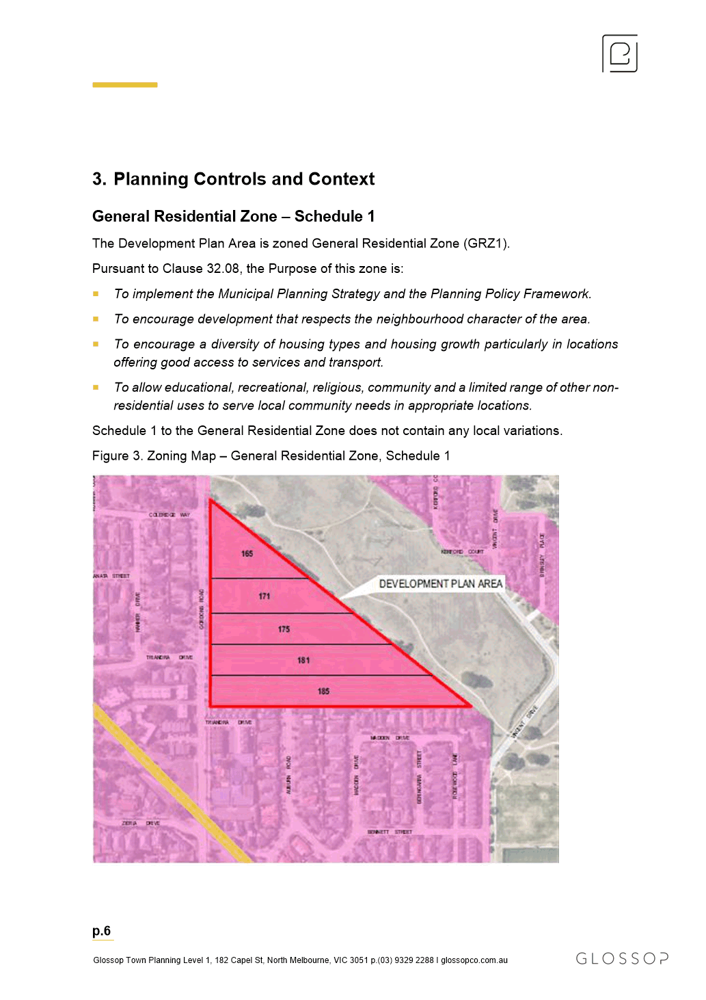 3. Planning Controls and Context
General Residential Zone – Schedule 1
The Development Plan Area is zoned General Residential Zone (GRZ1).
Pursuant to Clause 32.08, the Purpose of this zone is:
To implement the Municipal Planning Strategy and the Planning Policy Framework.
To encourage development that respects the neighbourhood character of the area.
To encourage a diversity of housing types and housing growth particularly in locations
offering good access to services and transport.
To allow educational, recreational, religious, community and a limited range of other non-
residential uses to serve local community needs in appropriate locations.
Schedule 1 to the General Residential Zone does not contain any local variations.
Figure 3. Zoning Map – General Residential Zone, Schedule 1
COLERIDGE WAY
KERFORD CO
VINCENT DRIVE
KERFORD COURT
BRINSLEY PLACE
165
ANATA STREET
DEVELOPMENT PLAN AREA
171
HANMER DRIVE
GORDONS ROAD
175
TRIANDRA DRIVE
181
185
VINCENT DRIVE
TRIANDRA DRIVE
MADDEN DRIVE
AUBURN ROAD
MADDEN DRIVE
BERINGARRA STREET
ROSEWOOD LANE
ZIERIA DRIVE
BENNETT STREET
p.6
Glossop Town Planning Level 1, 182 Capel St, North Melbourne, VIC 3051 p.(03) 9329 2288 I glossopco.com.au
GLOSSOP